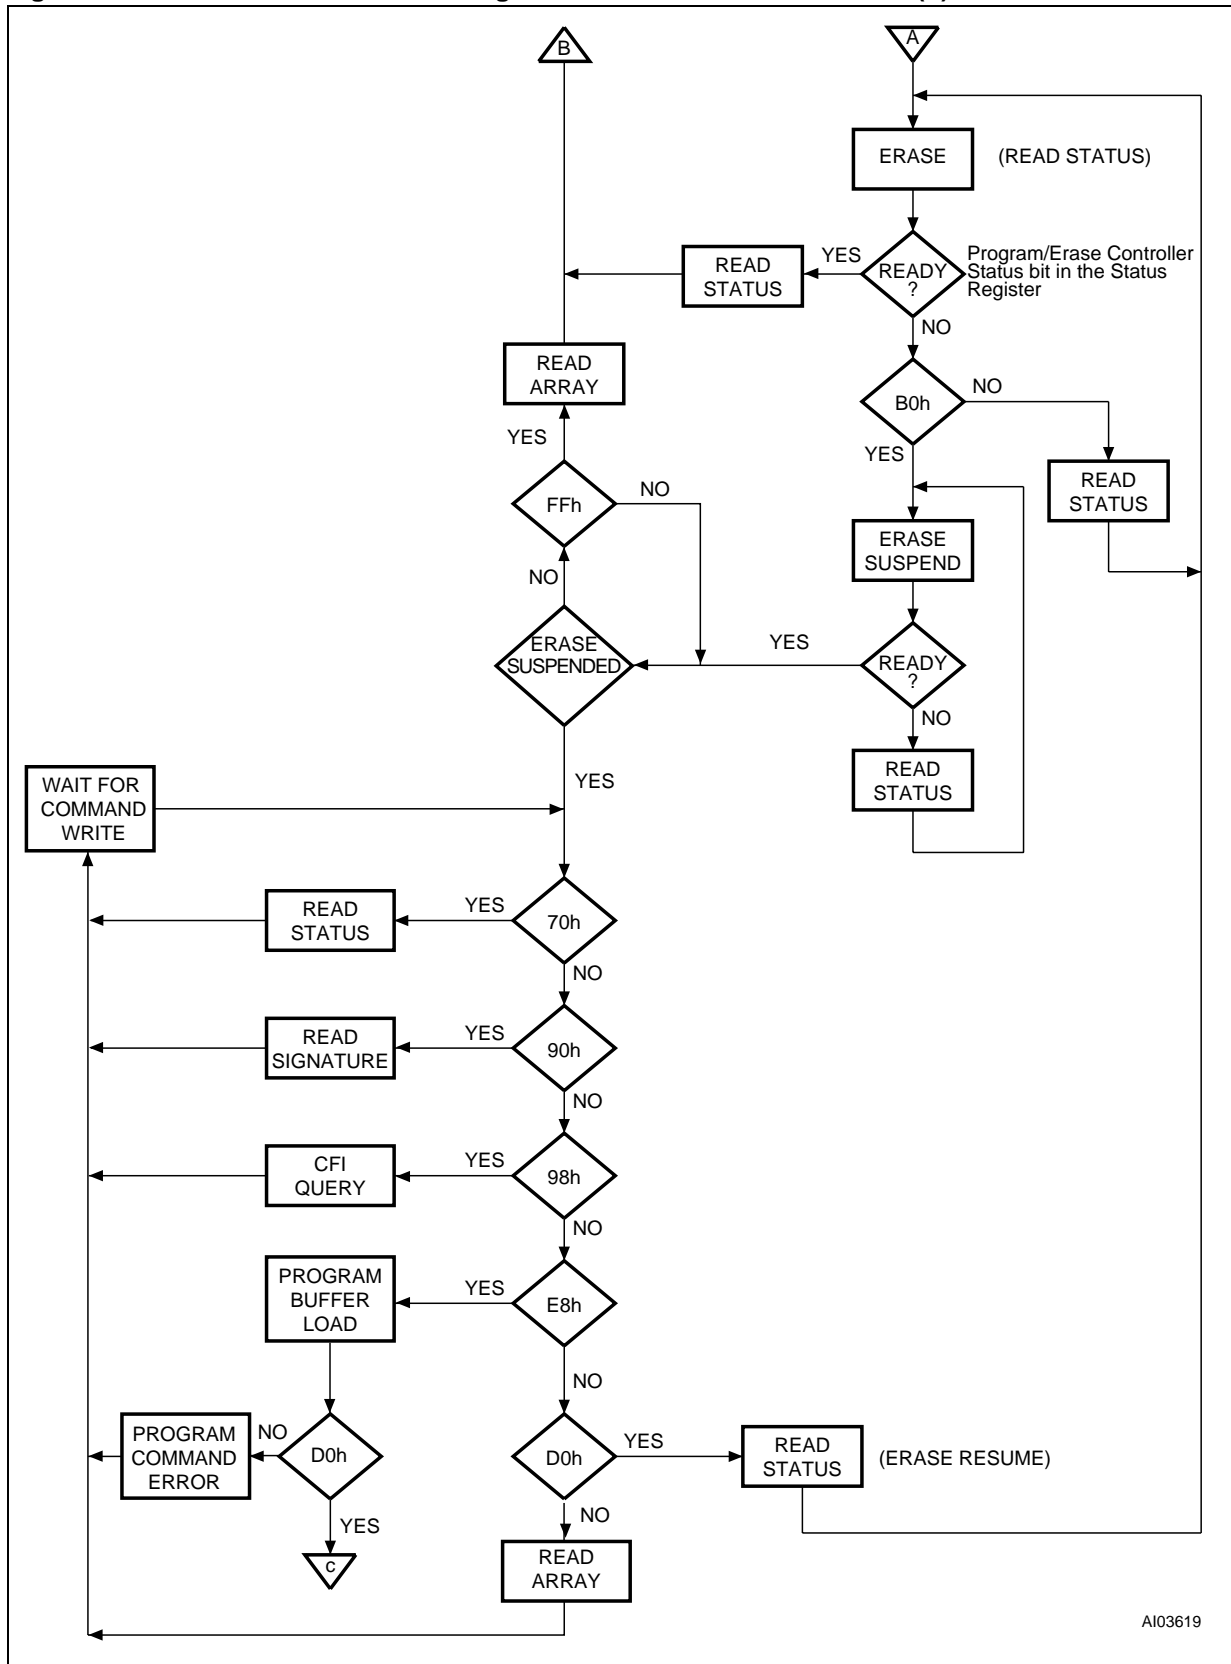 B
A
ERASE
(READ STATUS)
READ
STATUS
YES
READY
?
Program/Erase Controller
Status bit in the Status
Register
NO
READ
ARRAY
B0h
NO
YES
YES
READ
STATUS
FFh
NO
ERASE
SUSPEND
NO
ERASE
SUSPENDED
YES
READY
?
NO
READ
STATUS
WAIT FOR
COMMAND
WRITE
YES
READ
STATUS
YES
70h
NO
READ
SIGNATURE
YES
90h
NO
CFI
QUERY
YES
98h
NO
PROGRAM
BUFFER
LOAD
YES
E8h
NO
PROGRAM
COMMAND
ERROR
NO
D0h
YES
c
D0h
YES
READ
STATUS
(ERASE RESUME)
NO
READ
ARRAY
AI03619